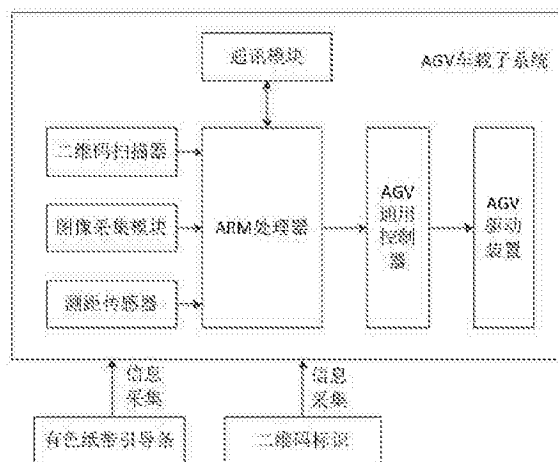 通讯模块
AGV车载子系统
二维码扫描器
图像采集模块
测距传感器
ARM处理器
AGV
通用
控制
器
AGV
驱动
装置
信息
采集
信息
采集
有色纸带引导条
二维码标识